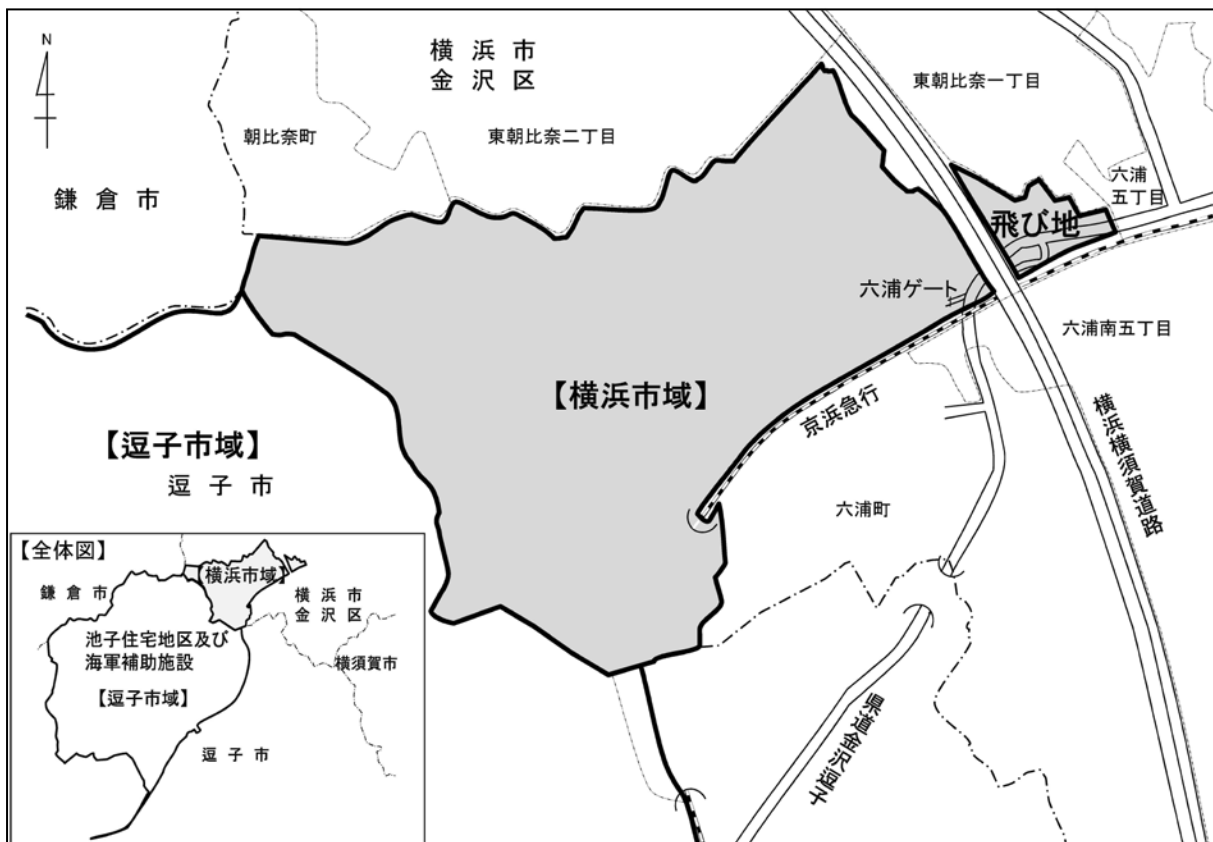 N
横浜市
金沢区
東朝比奈一丁目
朝比奈町
東朝比奈二丁目
鎌倉市
六浦
五丁目
飛び地
六浦ゲート
六浦南五丁目
【横浜市域】
京浜急行
横浜横須賀道路
【逗子市域】
逗子市
六浦町
県道金沢逗子
【全体図】
【横浜市域】
鎌倉市
横浜市
金沢区
池子住宅地区及び
海軍補助施設
横須賀市
【逗子市域】
逗子市